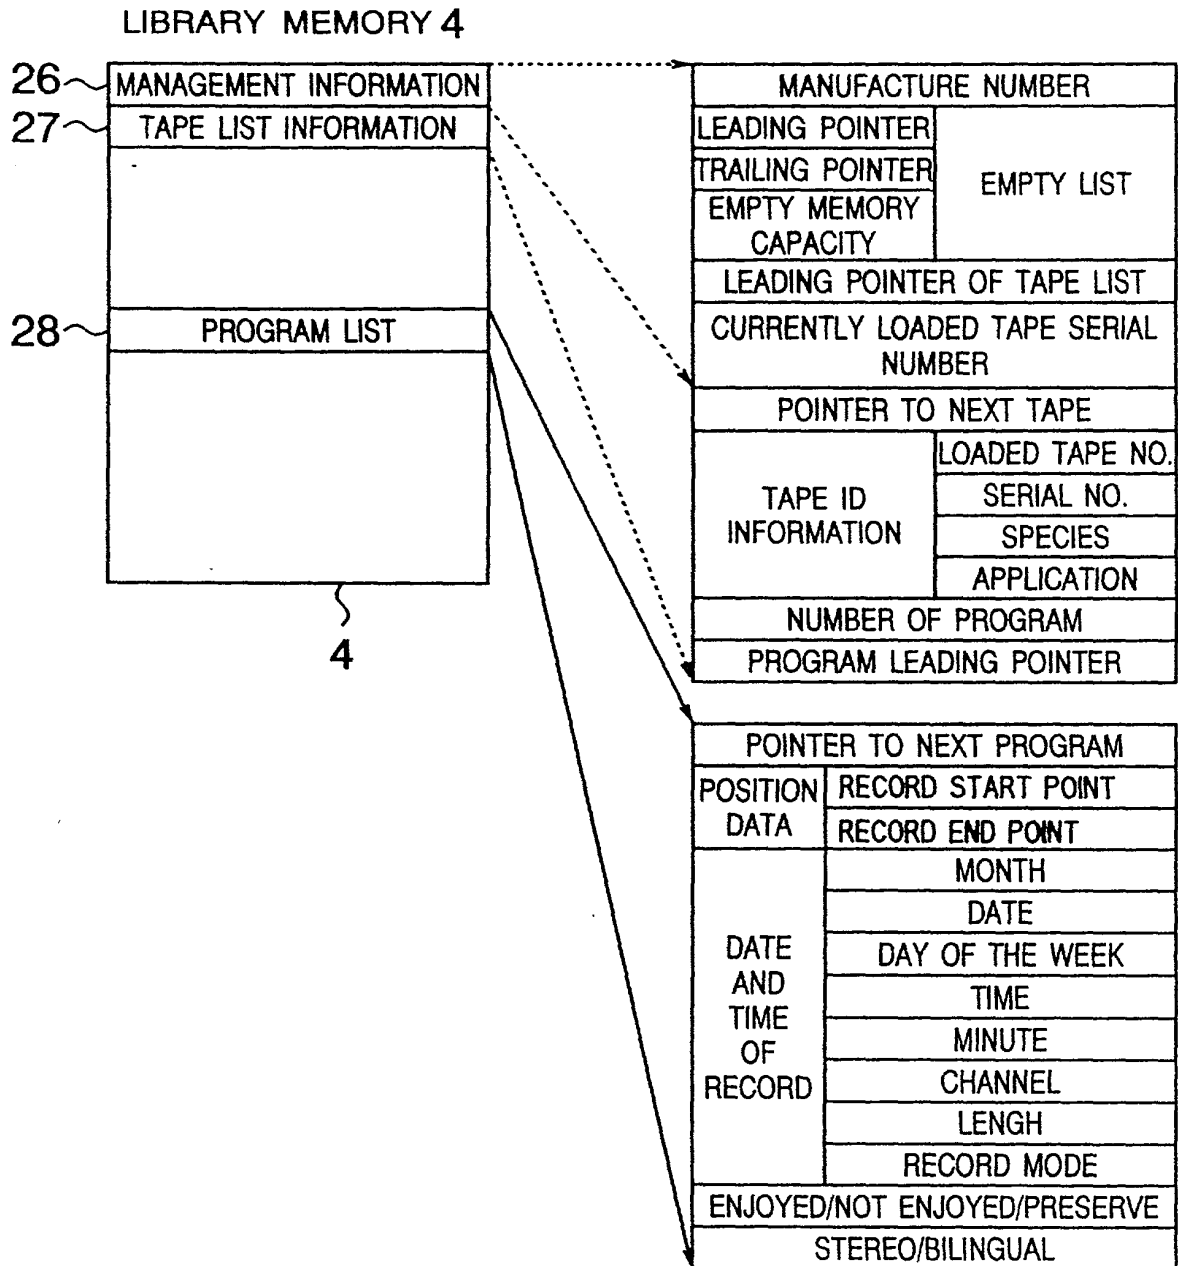 LIBRARY MEMORY 4
26
MANAGEMENT INFORMATION
27
TAPE LIST INFORMATION
28
PROGRAM LIST
4
MANUFACTURE NUMBER
LEADING POINTER
TRAILING POINTER
EMPTY MEMORY
CAPACITY
EMPTY LIST
LEADING POINTER OF TAPE LIST
CURRENTLY LOADED TAPE SERIAL
NUMBER
POINTER TO NEXT TAPE
TAPE ID
INFORMATION
LOADED TAPE NO.
SERIAL NO.
SPECIES
APPLICATION
NUMBER OF PROGRAM
PROGRAM LEADING POINTER
POINTER TO NEXT PROGRAM
POSITION
DATA
RECORD START POINT
RECORD END POINT
DATE
AND
TIME
OF
RECORD
MONTH
DATE
DAY OF THE WEEK
TIME
MINUTE
CHANNEL
LENGH
RECORD MODE
ENJOYED/NOT ENJOYED/PRESERVE
STEREO/BILINGUAL